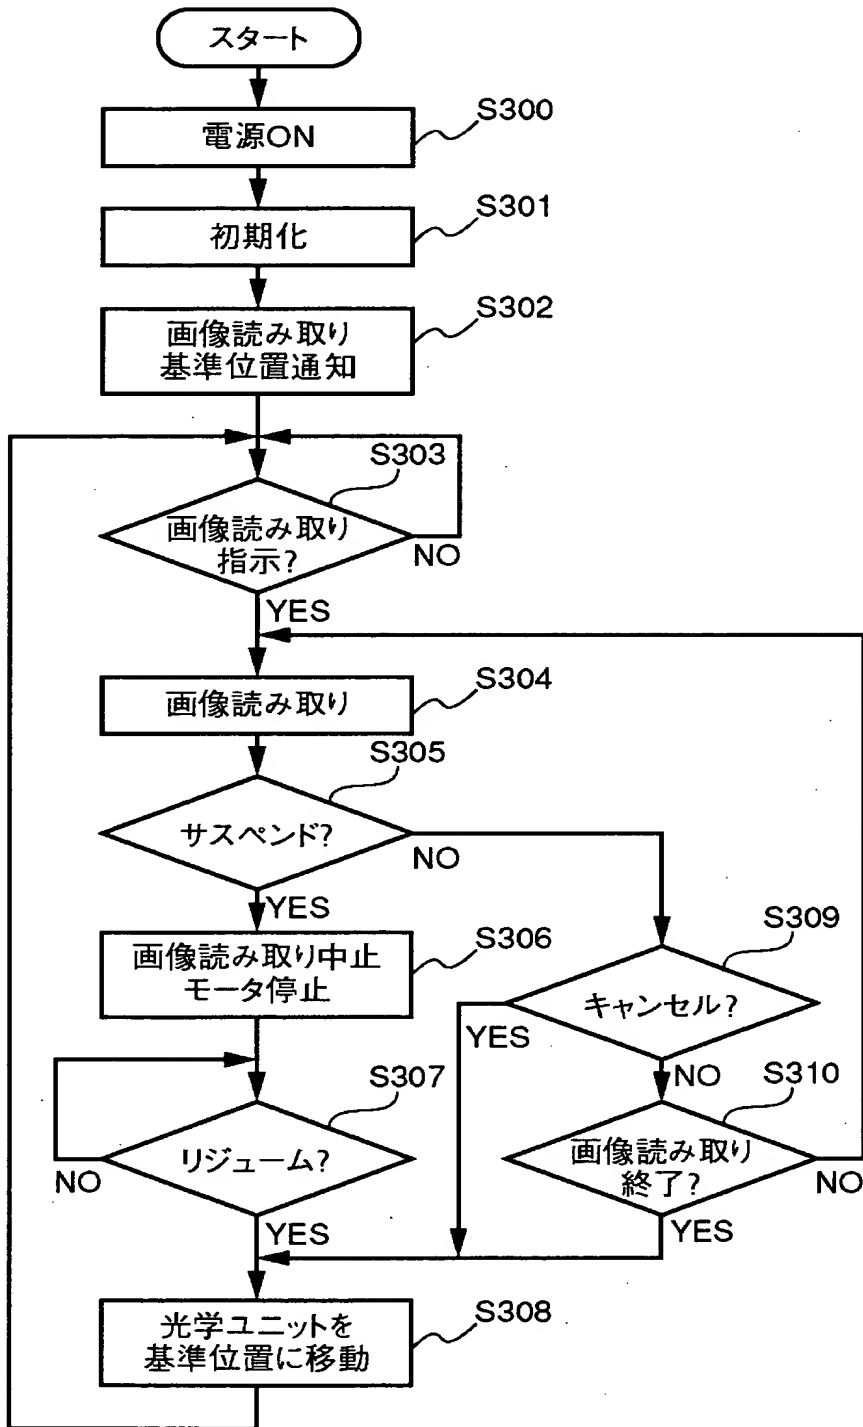 スタート
S300
電源ON
S301
初期化
S302
画像読み取り
基準位置通知
S303
画像読み取り
指示?
NO
YES
S304
画像読み取り
S305
サスペンド?
NO
YES
S306
画像読み取り中止
モータ停止
S309
キャンセル?
YES
NO
S307
リジューム?
NO
YES
S310
画像読み取り
終了?
NO
YES
S308
光学ユニットを
基準位置に移動